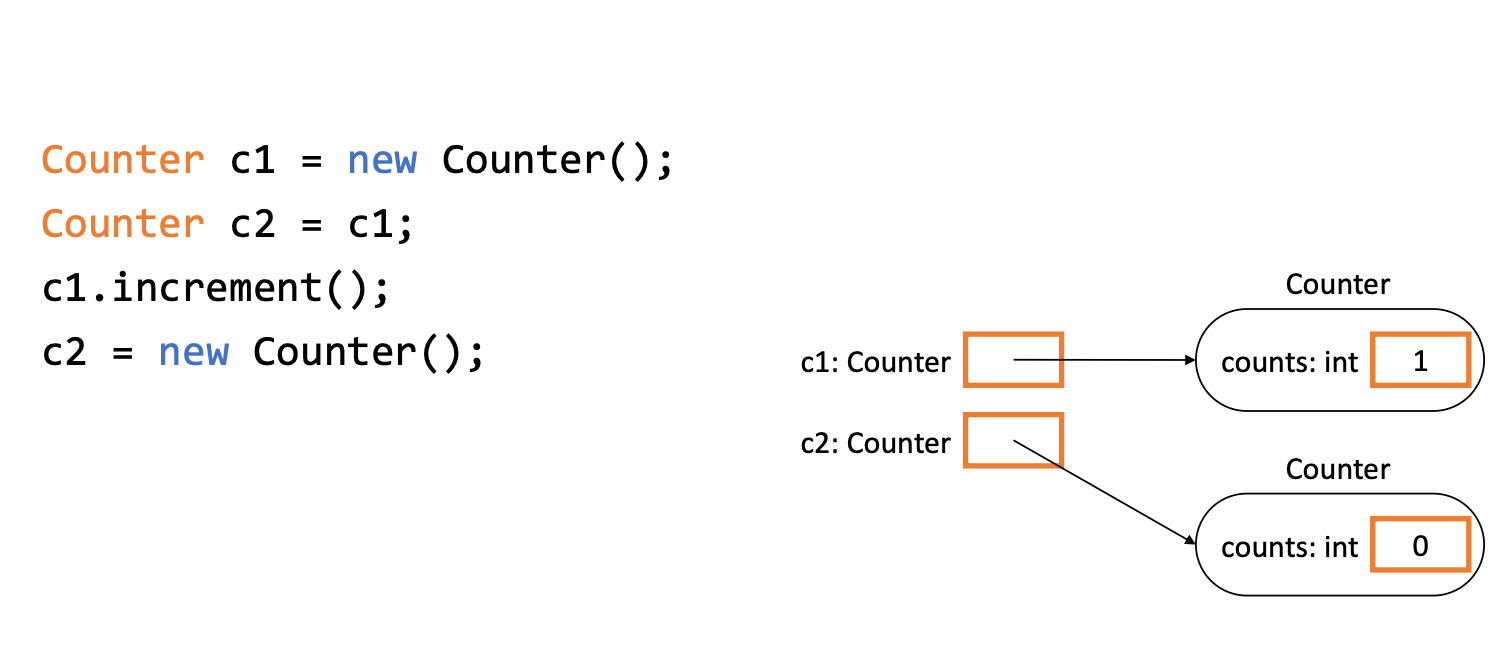 Counter c1 = new Counter();
Counter c2 = c1;
c1.increment();
c2 = new Counter();
Counter
c1: Counter
counts: int 1
c2: Counter
Counter
counts: int 0